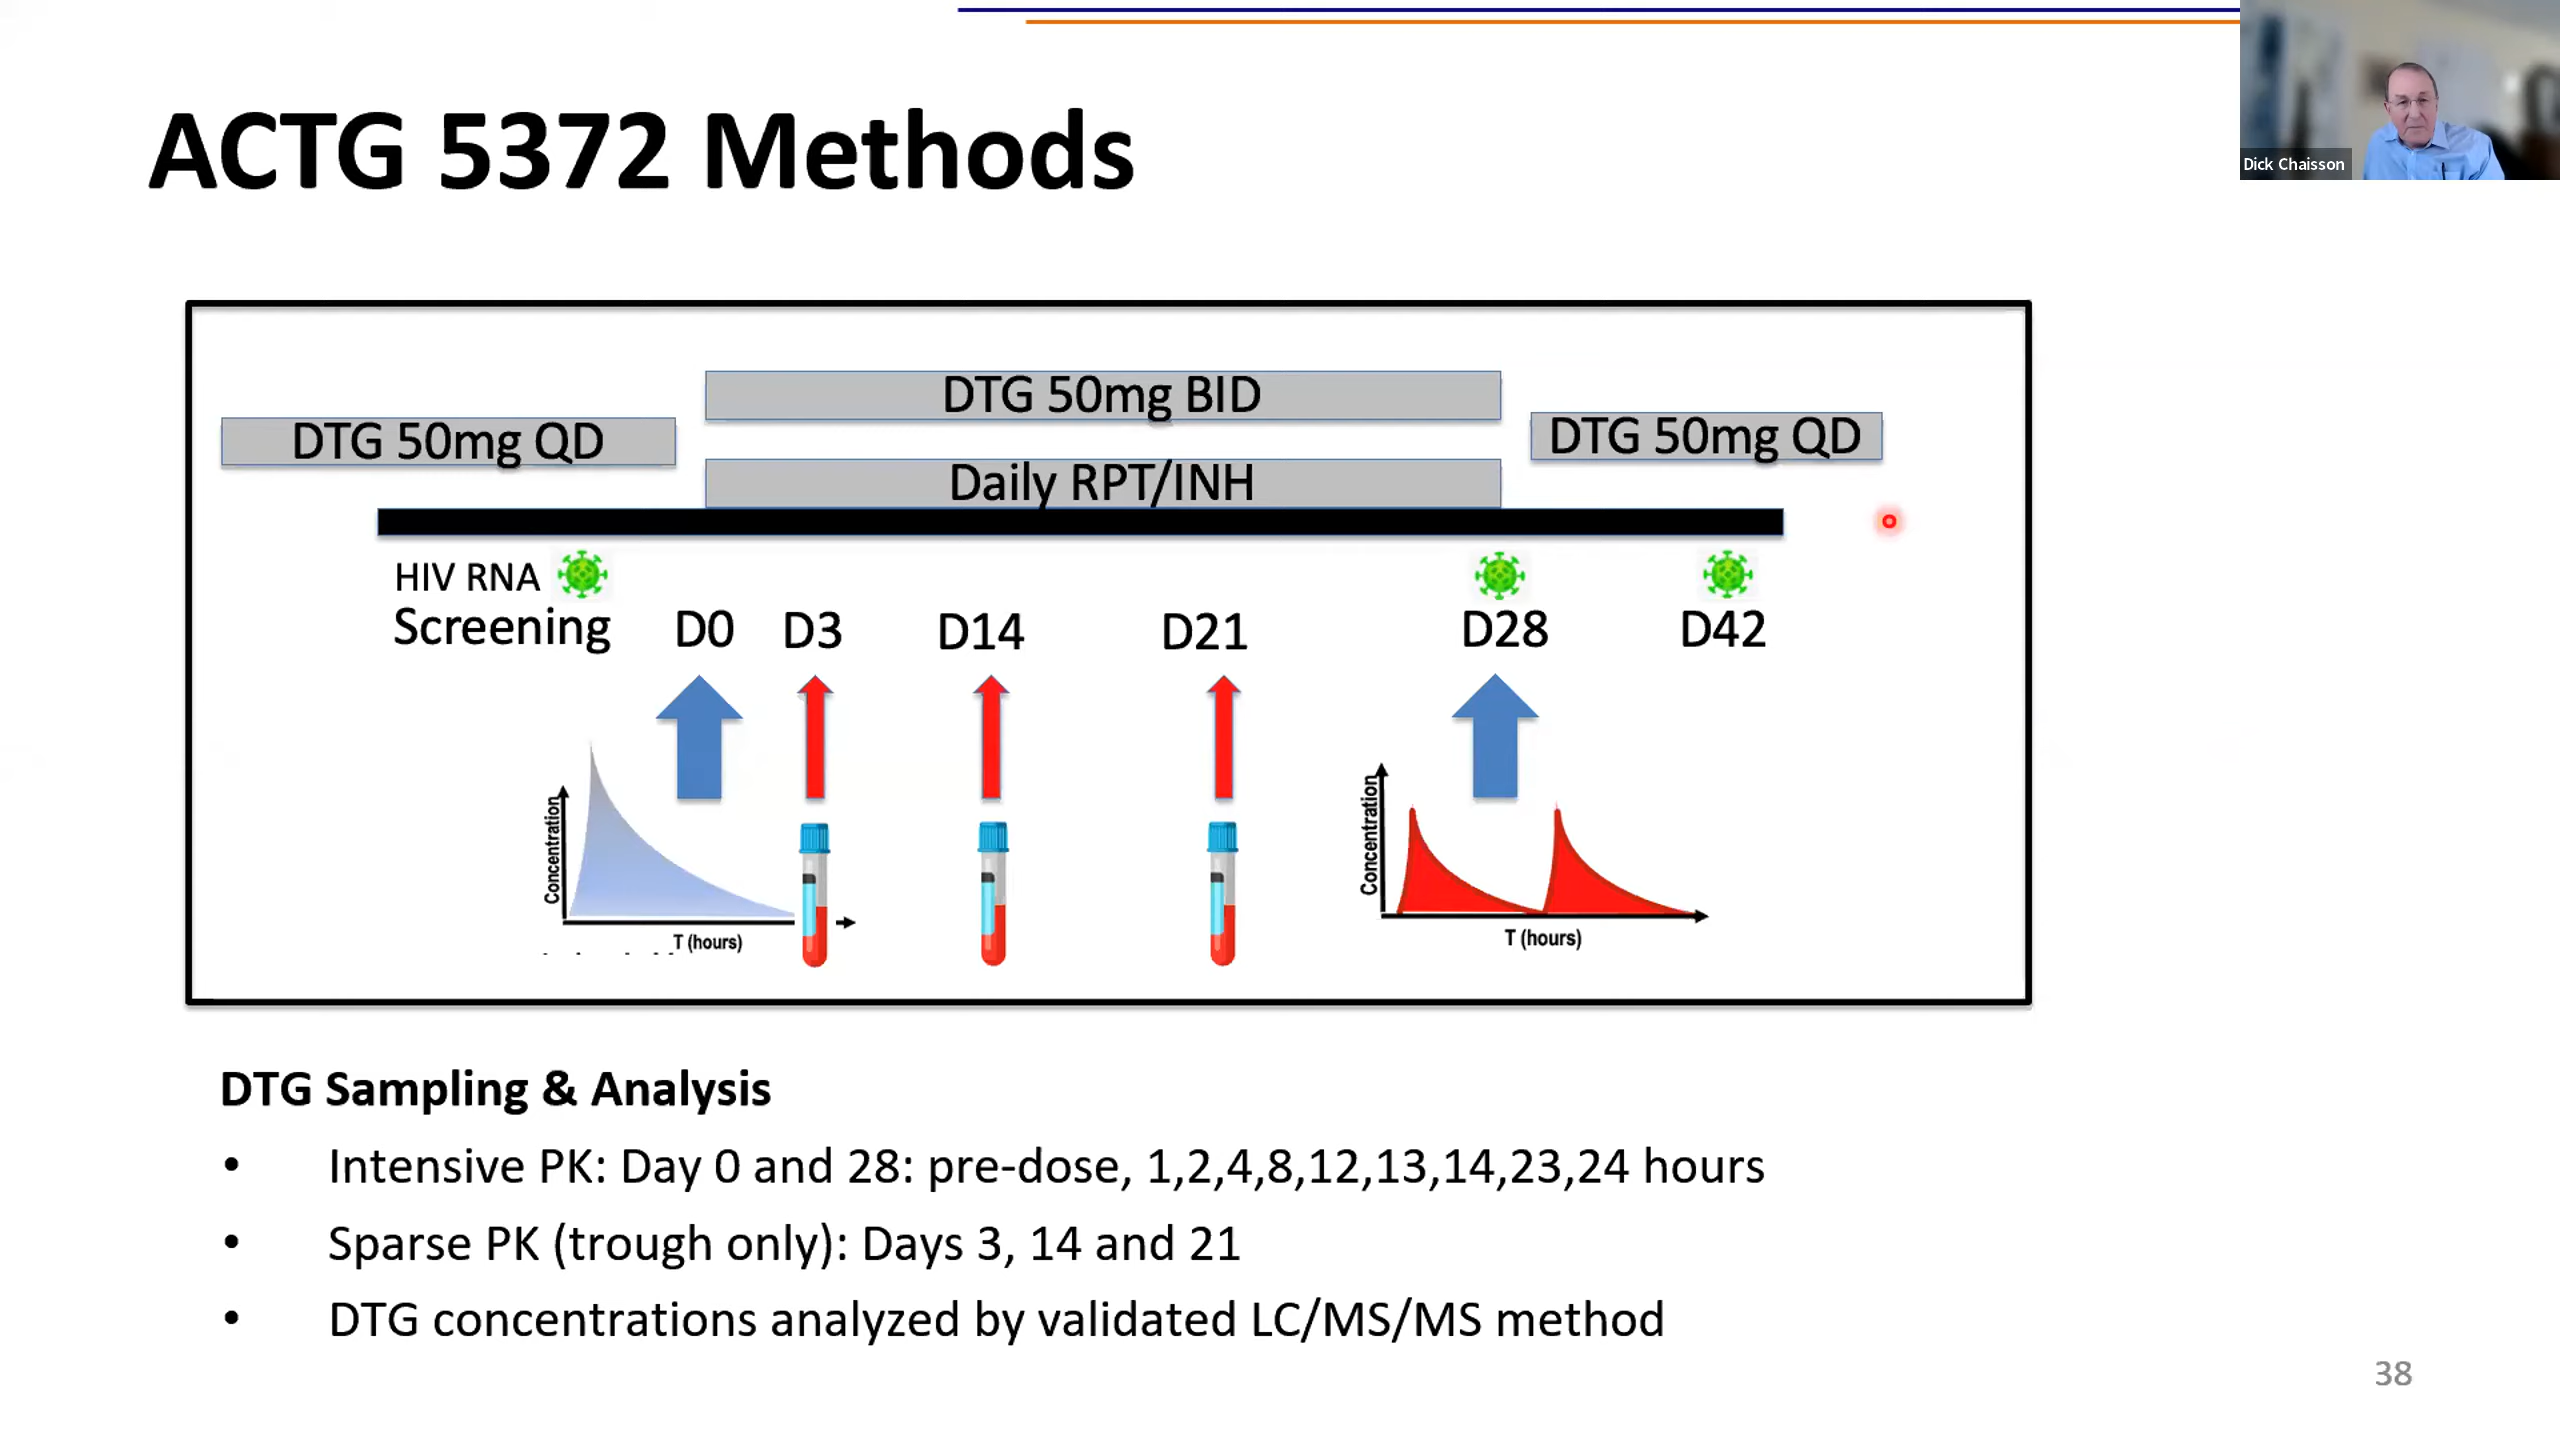 ACTG 5372 Methods
Dick Chaisson
DTG 50mg BID
DTG 50mg QD
DTG 50mg QD
Daily RPT/INH
HIV RNA
Screening
D0
D3
D14
D21
D28
D42
Concentration
T (hours)
Concentration
T (hours)
DTG Sampling & Analysis
• Intensive PK: Day 0 and 28: pre-dose, 1,2,4,8,12,13,14,23,24 hours
• Sparse PK (trough only): Days 3, 14 and 21
• DTG concentrations analyzed by validated LC/MS/MS method
38